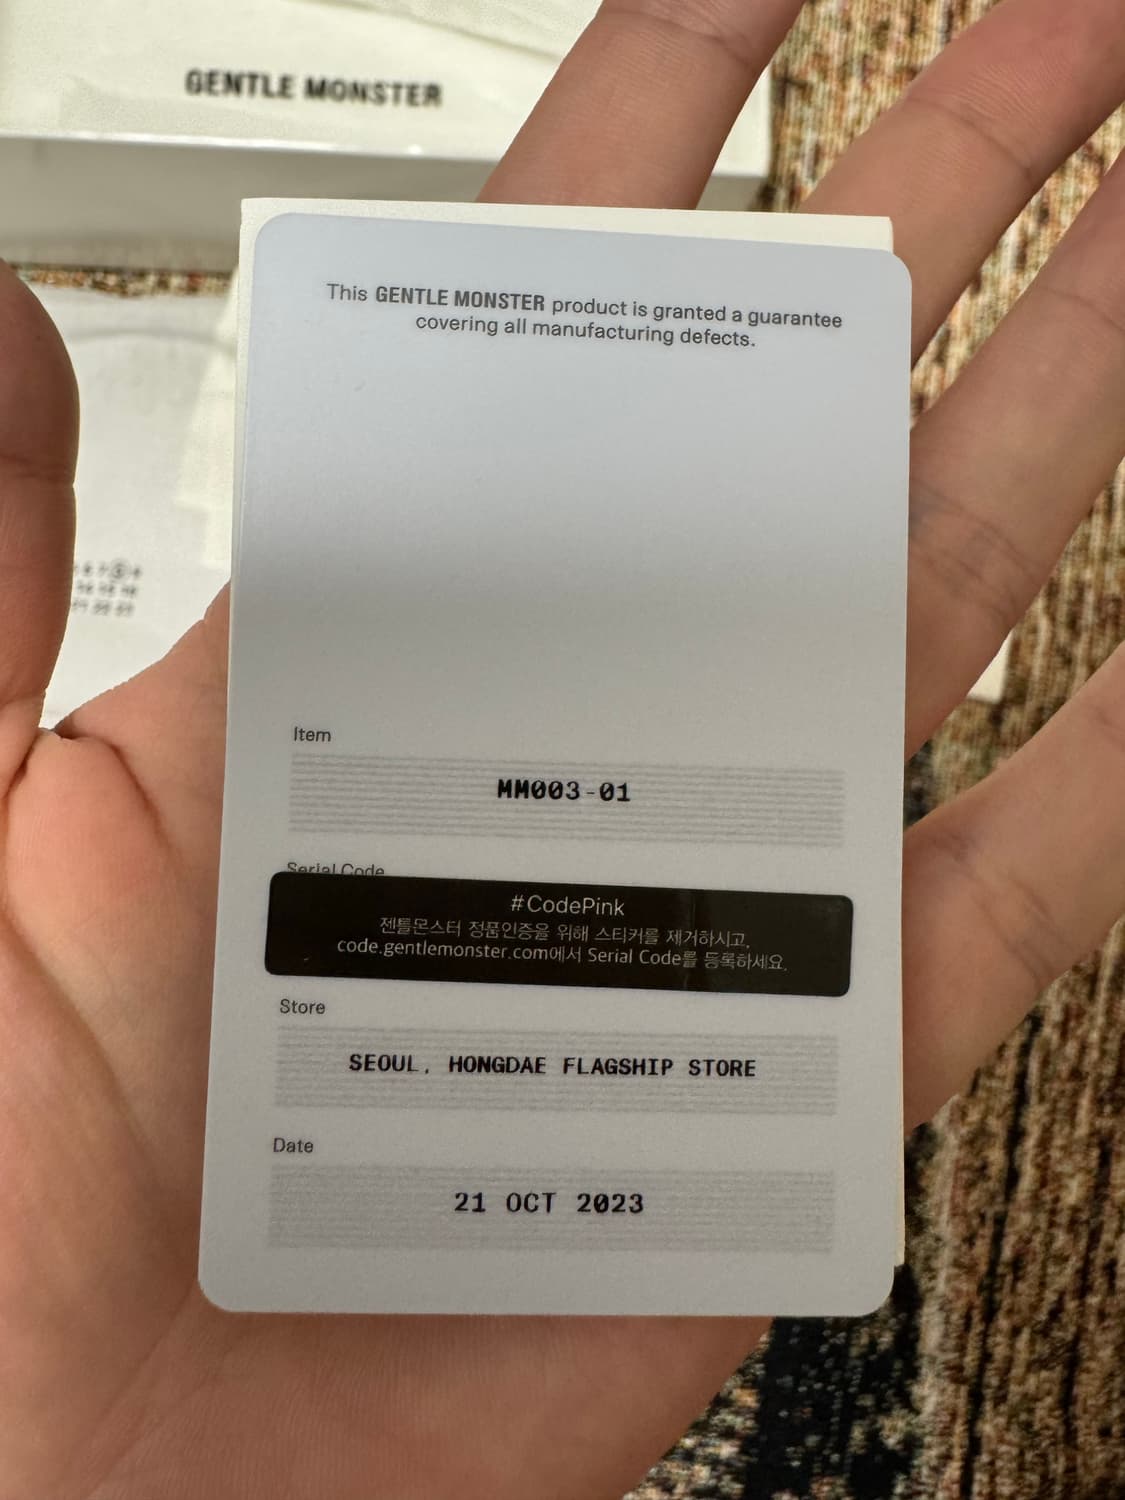 GENTLE MONSTER
This GENTLE MONSTER product is granted a guarantee
covering all manufacturing defects.
Item
MM003-01
Serial Code
#CodePink
젠틀몬스터 정품인증을 위해 스티커를 제거하시고,
code.gentlemonster.com에서 Serial Code를 등록하세요.
Store
SEOUL, HONGDAE FLAGSHIP STORE
Date
21 OCT 2023